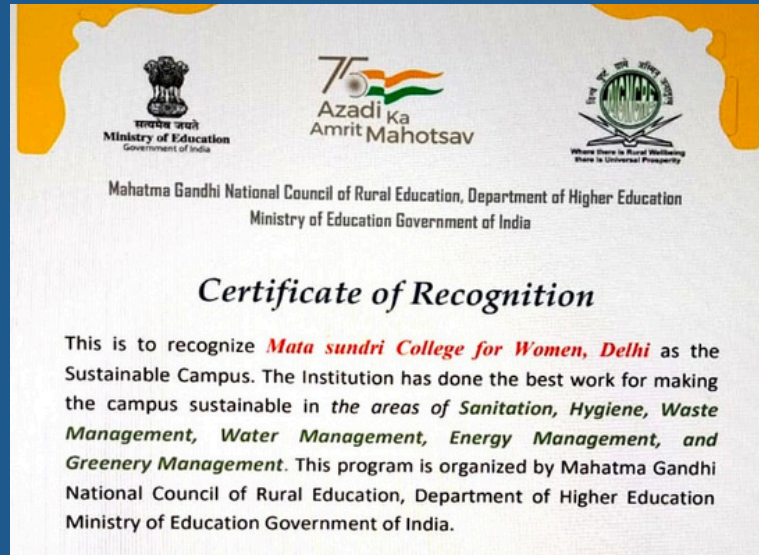 सत्यमेव जयते
Ministry of Education
Government of India
75
Azadi Ka
Amrit Mahotsav
MGNCRE
Where there is Rural Wellbeing
there is Universal Prosperity
Mahatma Gandhi National Council of Rural Education, Department of Higher Education
Ministry of Education Government of India
Certificate of Recognition
This is to recognize Mata sundri College for Women, Delhi as the
Sustainable Campus. The Institution has done the best work for making
the campus sustainable in the areas of Sanitation, Hygiene, Waste
Management, Water Management, Energy Management, and
Greenery Management. This program is organized by Mahatma Gandhi
National Council of Rural Education, Department of Higher Education
Ministry of Education Government of India.